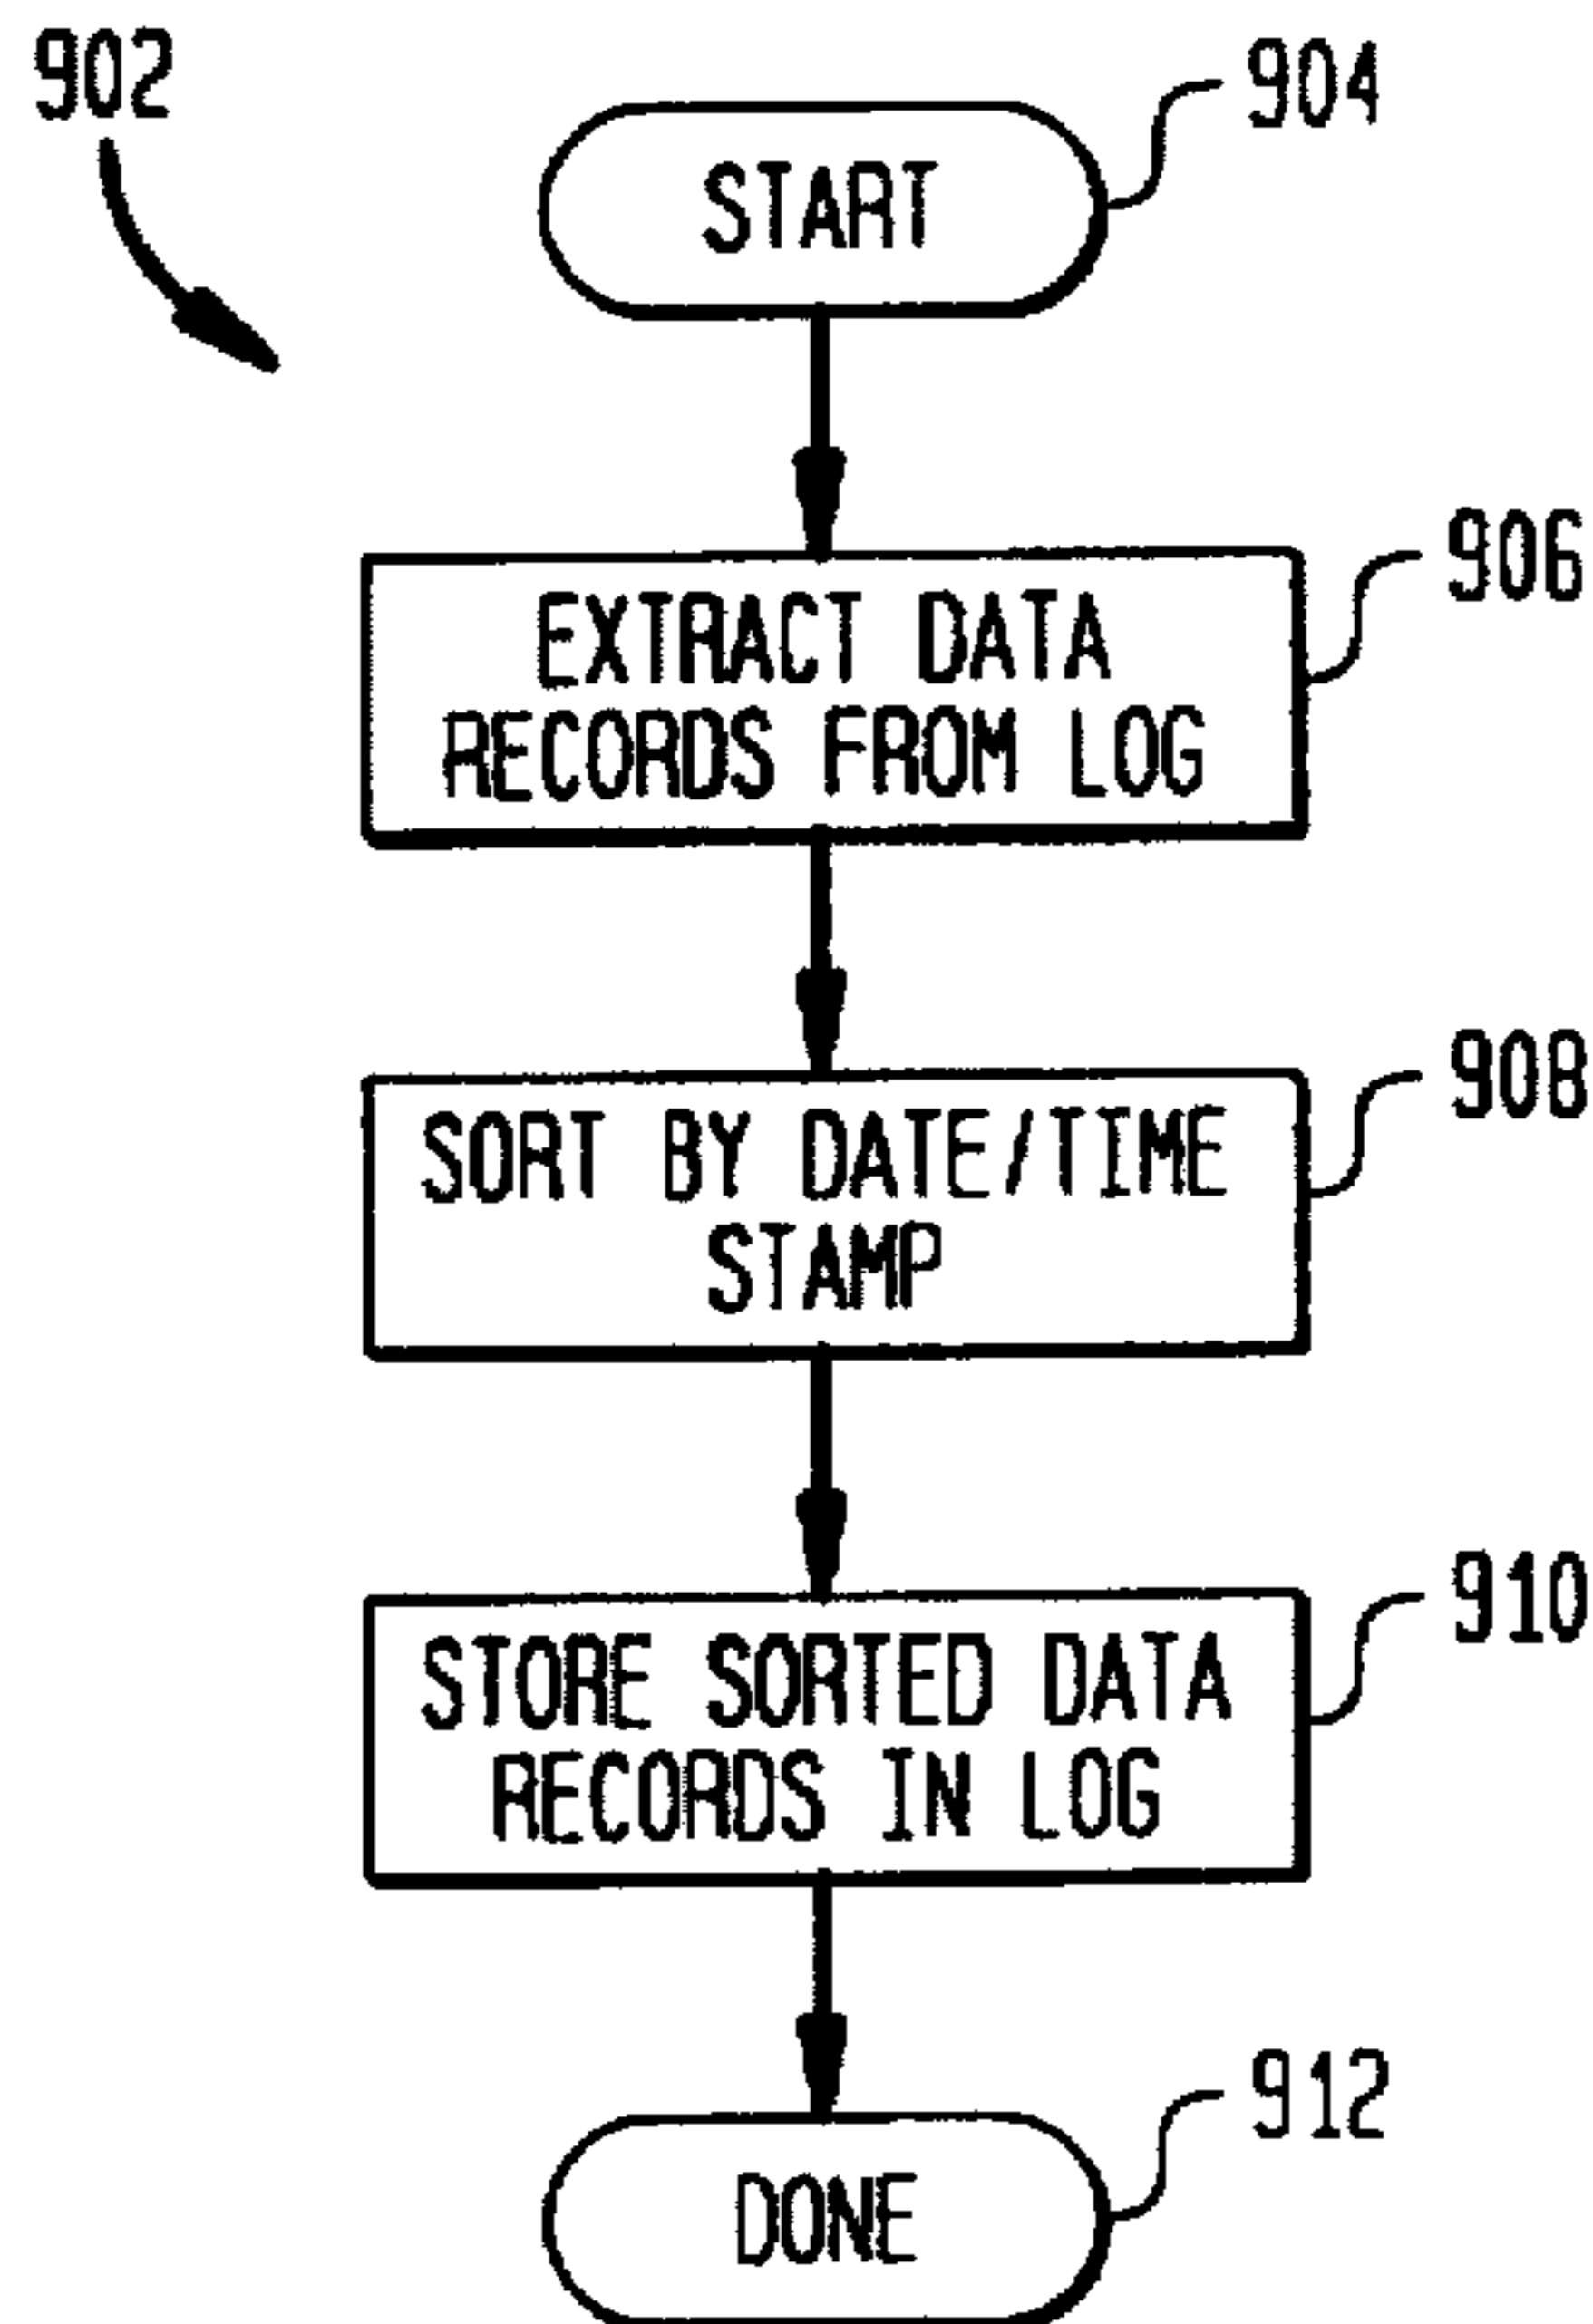 902
904
START
906
EXTRACT DATA
RECORDS FROM LOG
908
SORT BY DATE/TIME
STAMP
910
STORE SORTED DATA
RECORDS IN LOG
912
DONE